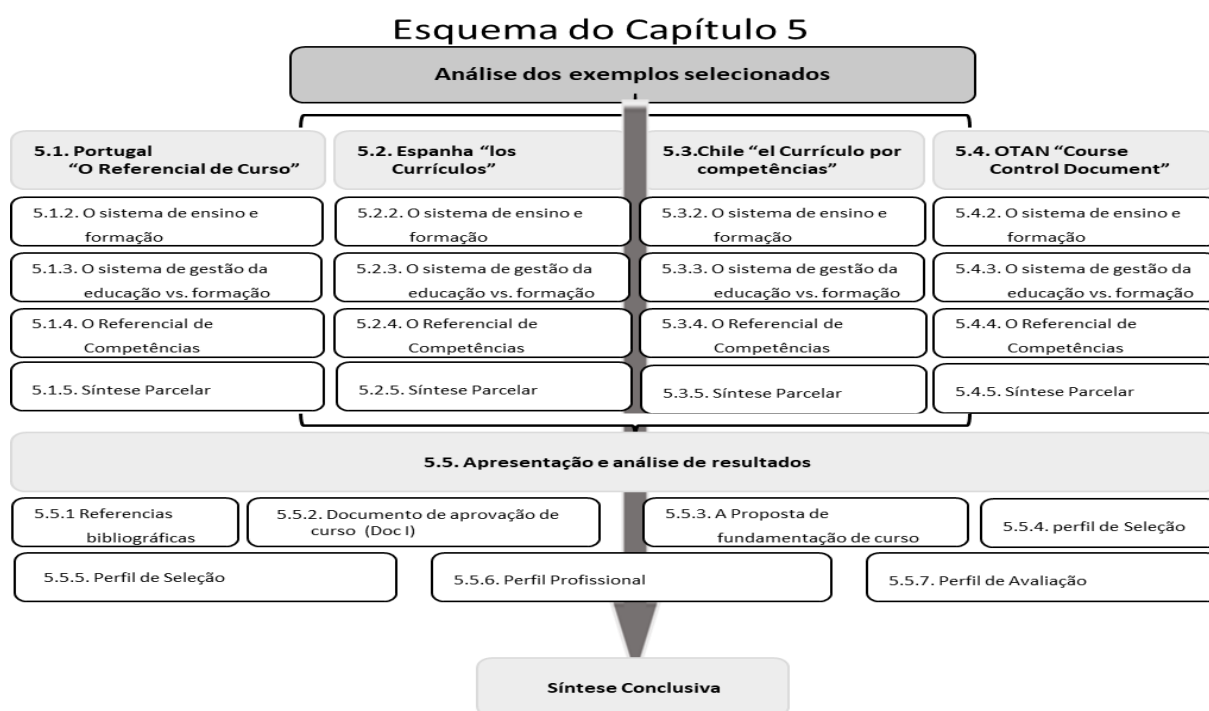 Esquema do Capítulo 5
Análise dos exemplos selecionados
5.1. Portugal
“O Referencial de Curso”
5.2. Espanha “los
Currículos”
5.3.Chile “el Currículo por
competências”
5.4. OTAN “Course
Control Document”
5.1.2. O sistema de ensino e
formação
5.2.2. O sistema de ensino e
formação
5.3.2. O sistema de ensino e
formação
5.4.2. O sistema de ensino e
formação
5.1.3. O sistema de gestão da
educação vs. formação
5.2.3. O sistema de gestão da
educação vs. formação
5.3.3. O sistema de gestão da
educação vs. formação
5.4.3. O sistema de gestão da
educação vs. formação
5.1.4. O Referencial de
Competências
5.2.4. O Referencial de
Competências
5.3.4. O Referencial de
Competências
5.4.4. O Referencial de
Competências
5.1.5. Síntese Parcelar
5.2.5. Síntese Parcelar
5.3.5. Síntese Parcelar
5.4.5. Síntese Parcelar
5.5. Apresentação e análise de resultados
5.5.1 Referencias
bibliográficas
5.5.2. Documento de aprovação de
curso (Doc I)
5.5.3. A Proposta de
fundamentação de curso
5.5.4. perfil de Seleção
5.5.5. Perfil de Seleção
5.5.6. Perfil Profissional
5.5.7. Perfil de Avaliação
Síntese Conclusiva